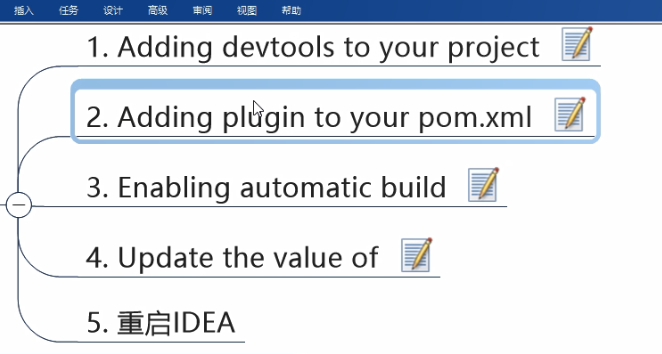 插入 任务 设计 高级 审阅 视图 帮助
1. Adding devtools to your project
2. Adding plugin to your pom.xml
3. Enabling automatic build
4. Update the value of
5. 重启IDEA